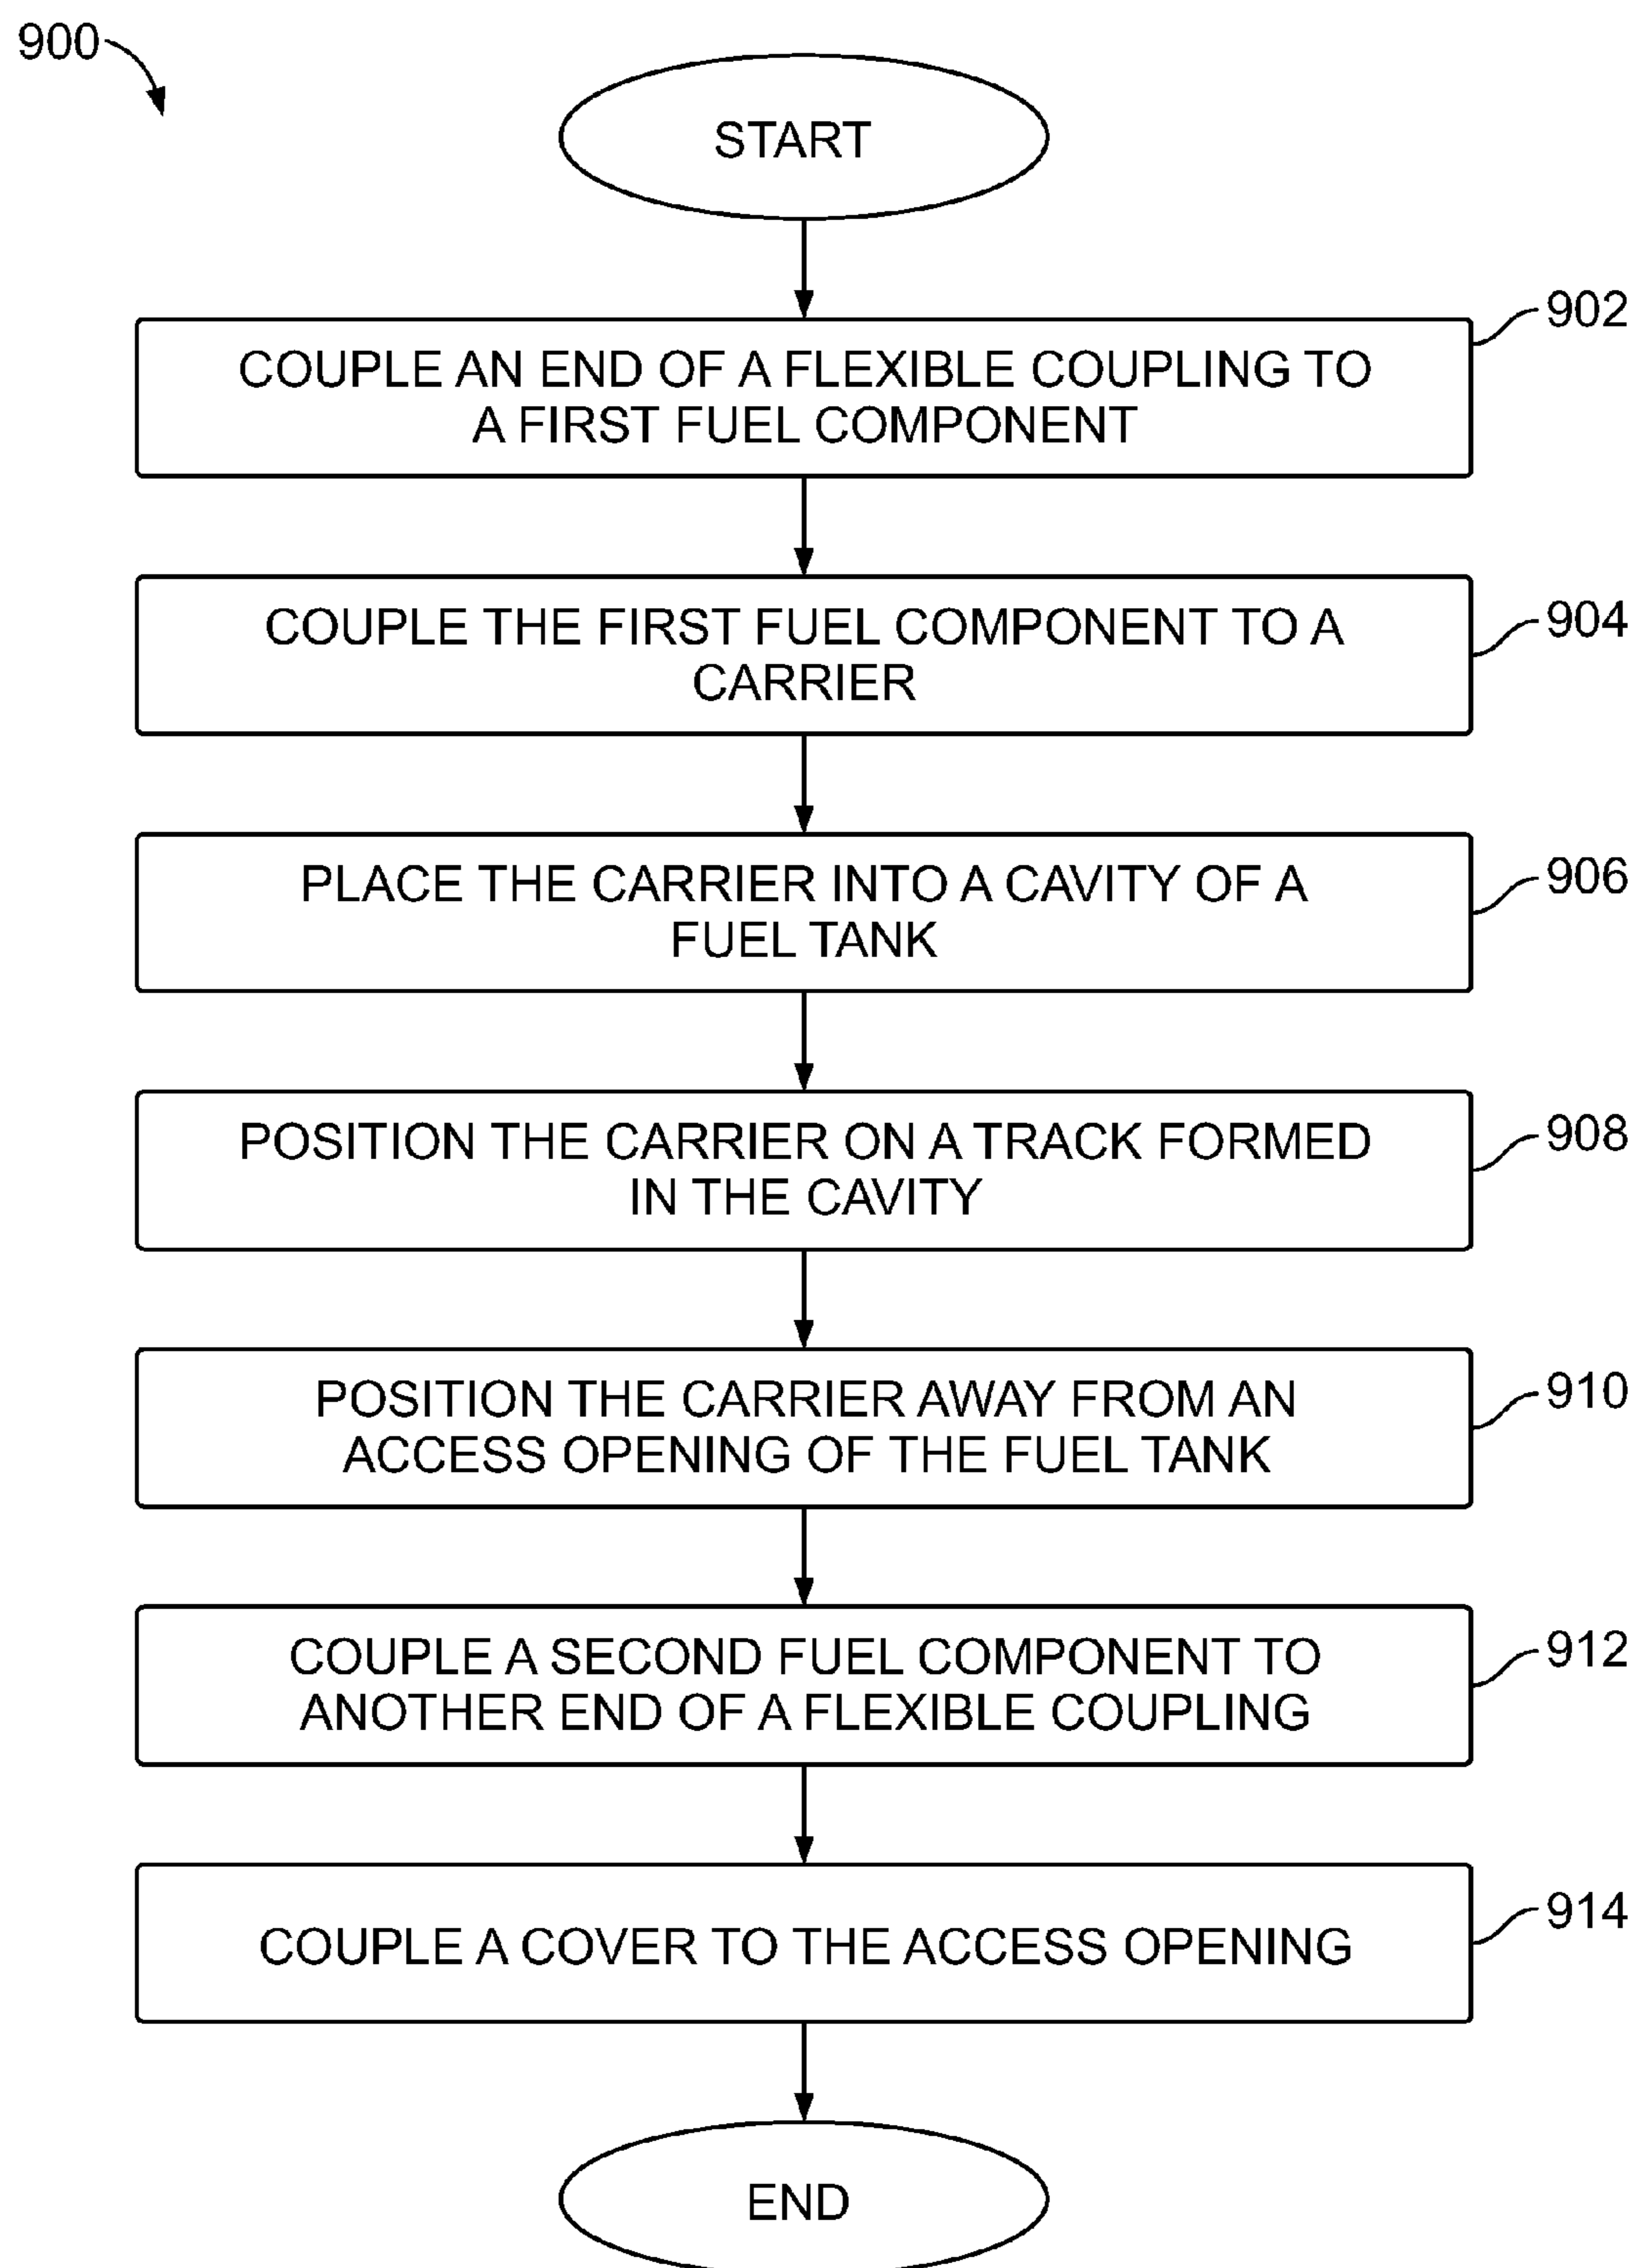 900
START
902
COUPLE AN END OF A FLEXIBLE COUPLING TO
A FIRST FUEL COMPONENT
904
COUPLE THE FIRST FUEL COMPONENT TO A
CARRIER
906
PLACE THE CARRIER INTO A CAVITY OF A
FUEL TANK
908
POSITION THE CARRIER ON A TRACK FORMED
IN THE CAVITY
910
POSITION THE CARRIER AWAY FROM AN
ACCESS OPENING OF THE FUEL TANK
912
COUPLE A SECOND FUEL COMPONENT TO
ANOTHER END OF A FLEXIBLE COUPLING
914
COUPLE A COVER TO THE ACCESS OPENING
END